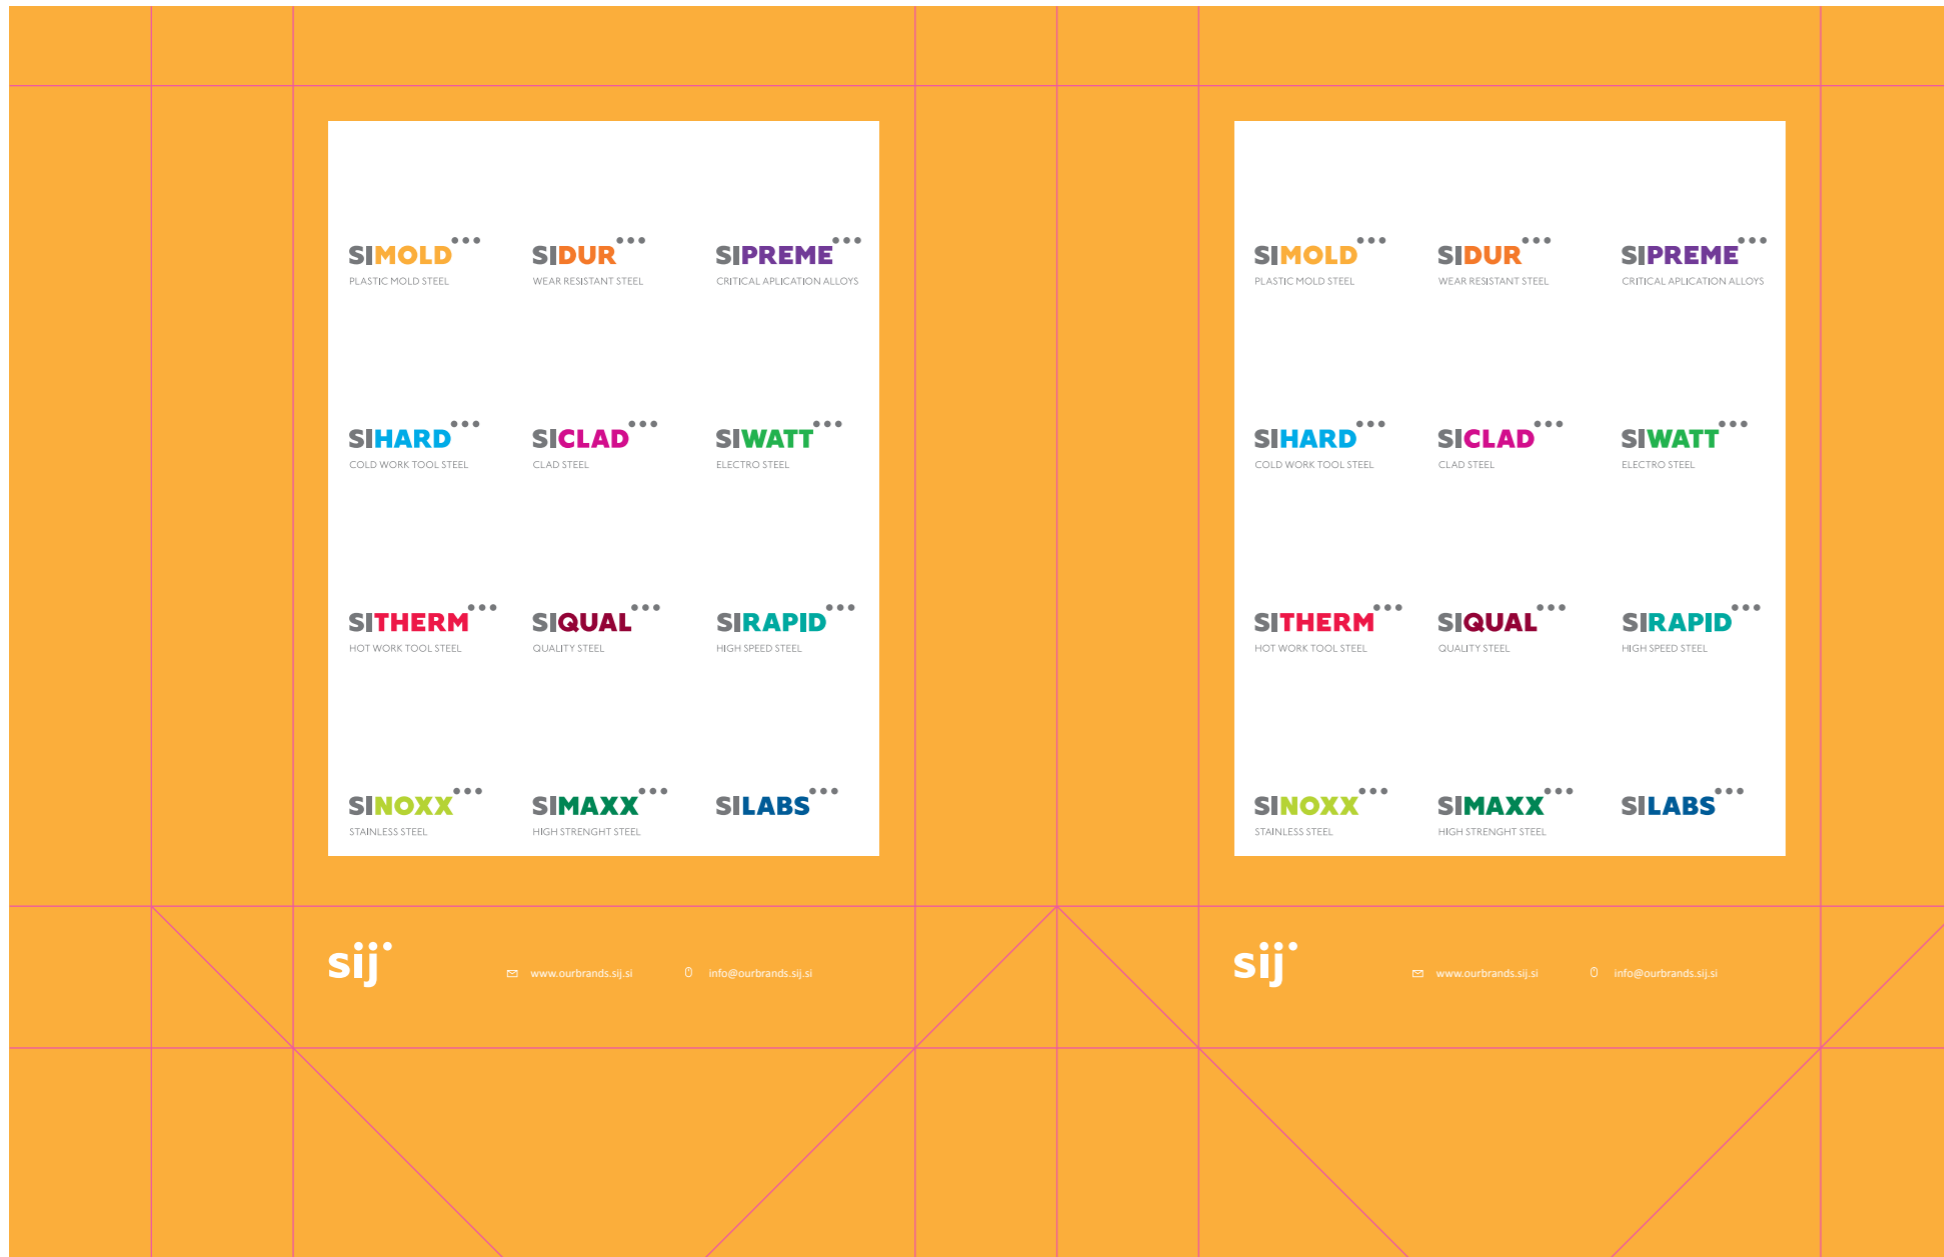 SIMOLD SIDUR SIPREME
PLASTIC MOLD STEEL WEAR RESISTANT STEEL CRITICAL APLICATION ALLOYS
SIHARD SICLAD SIWATT
COLD WORK TOOL STEEL CLAD STEEL ELECTRO STEEL
SITHERM SIQUAL SIRAPID
HOT WORK TOOL STEEL QUALITY STEEL HIGH SPEED STEEL
SINOXX SIMAXX SILABS
STAINLESS STEEL HIGH STRENGHT STEEL
sij www.ourbrands.sij.si info@ourbrands.sij.si
SIMOLD SIDUR SIPREME
PLASTIC MOLD STEEL WEAR RESISTANT STEEL CRITICAL APLICATION ALLOYS
SIHARD SICLAD SIWATT
COLD WORK TOOL STEEL CLAD STEEL ELECTRO STEEL
SITHERM SIQUAL SIRAPID
HOT WORK TOOL STEEL QUALITY STEEL HIGH SPEED STEEL
SINOXX SIMAXX SILABS
STAINLESS STEEL HIGH STRENGHT STEEL
sij www.ourbrands.sij.si info@ourbrands.sij.si